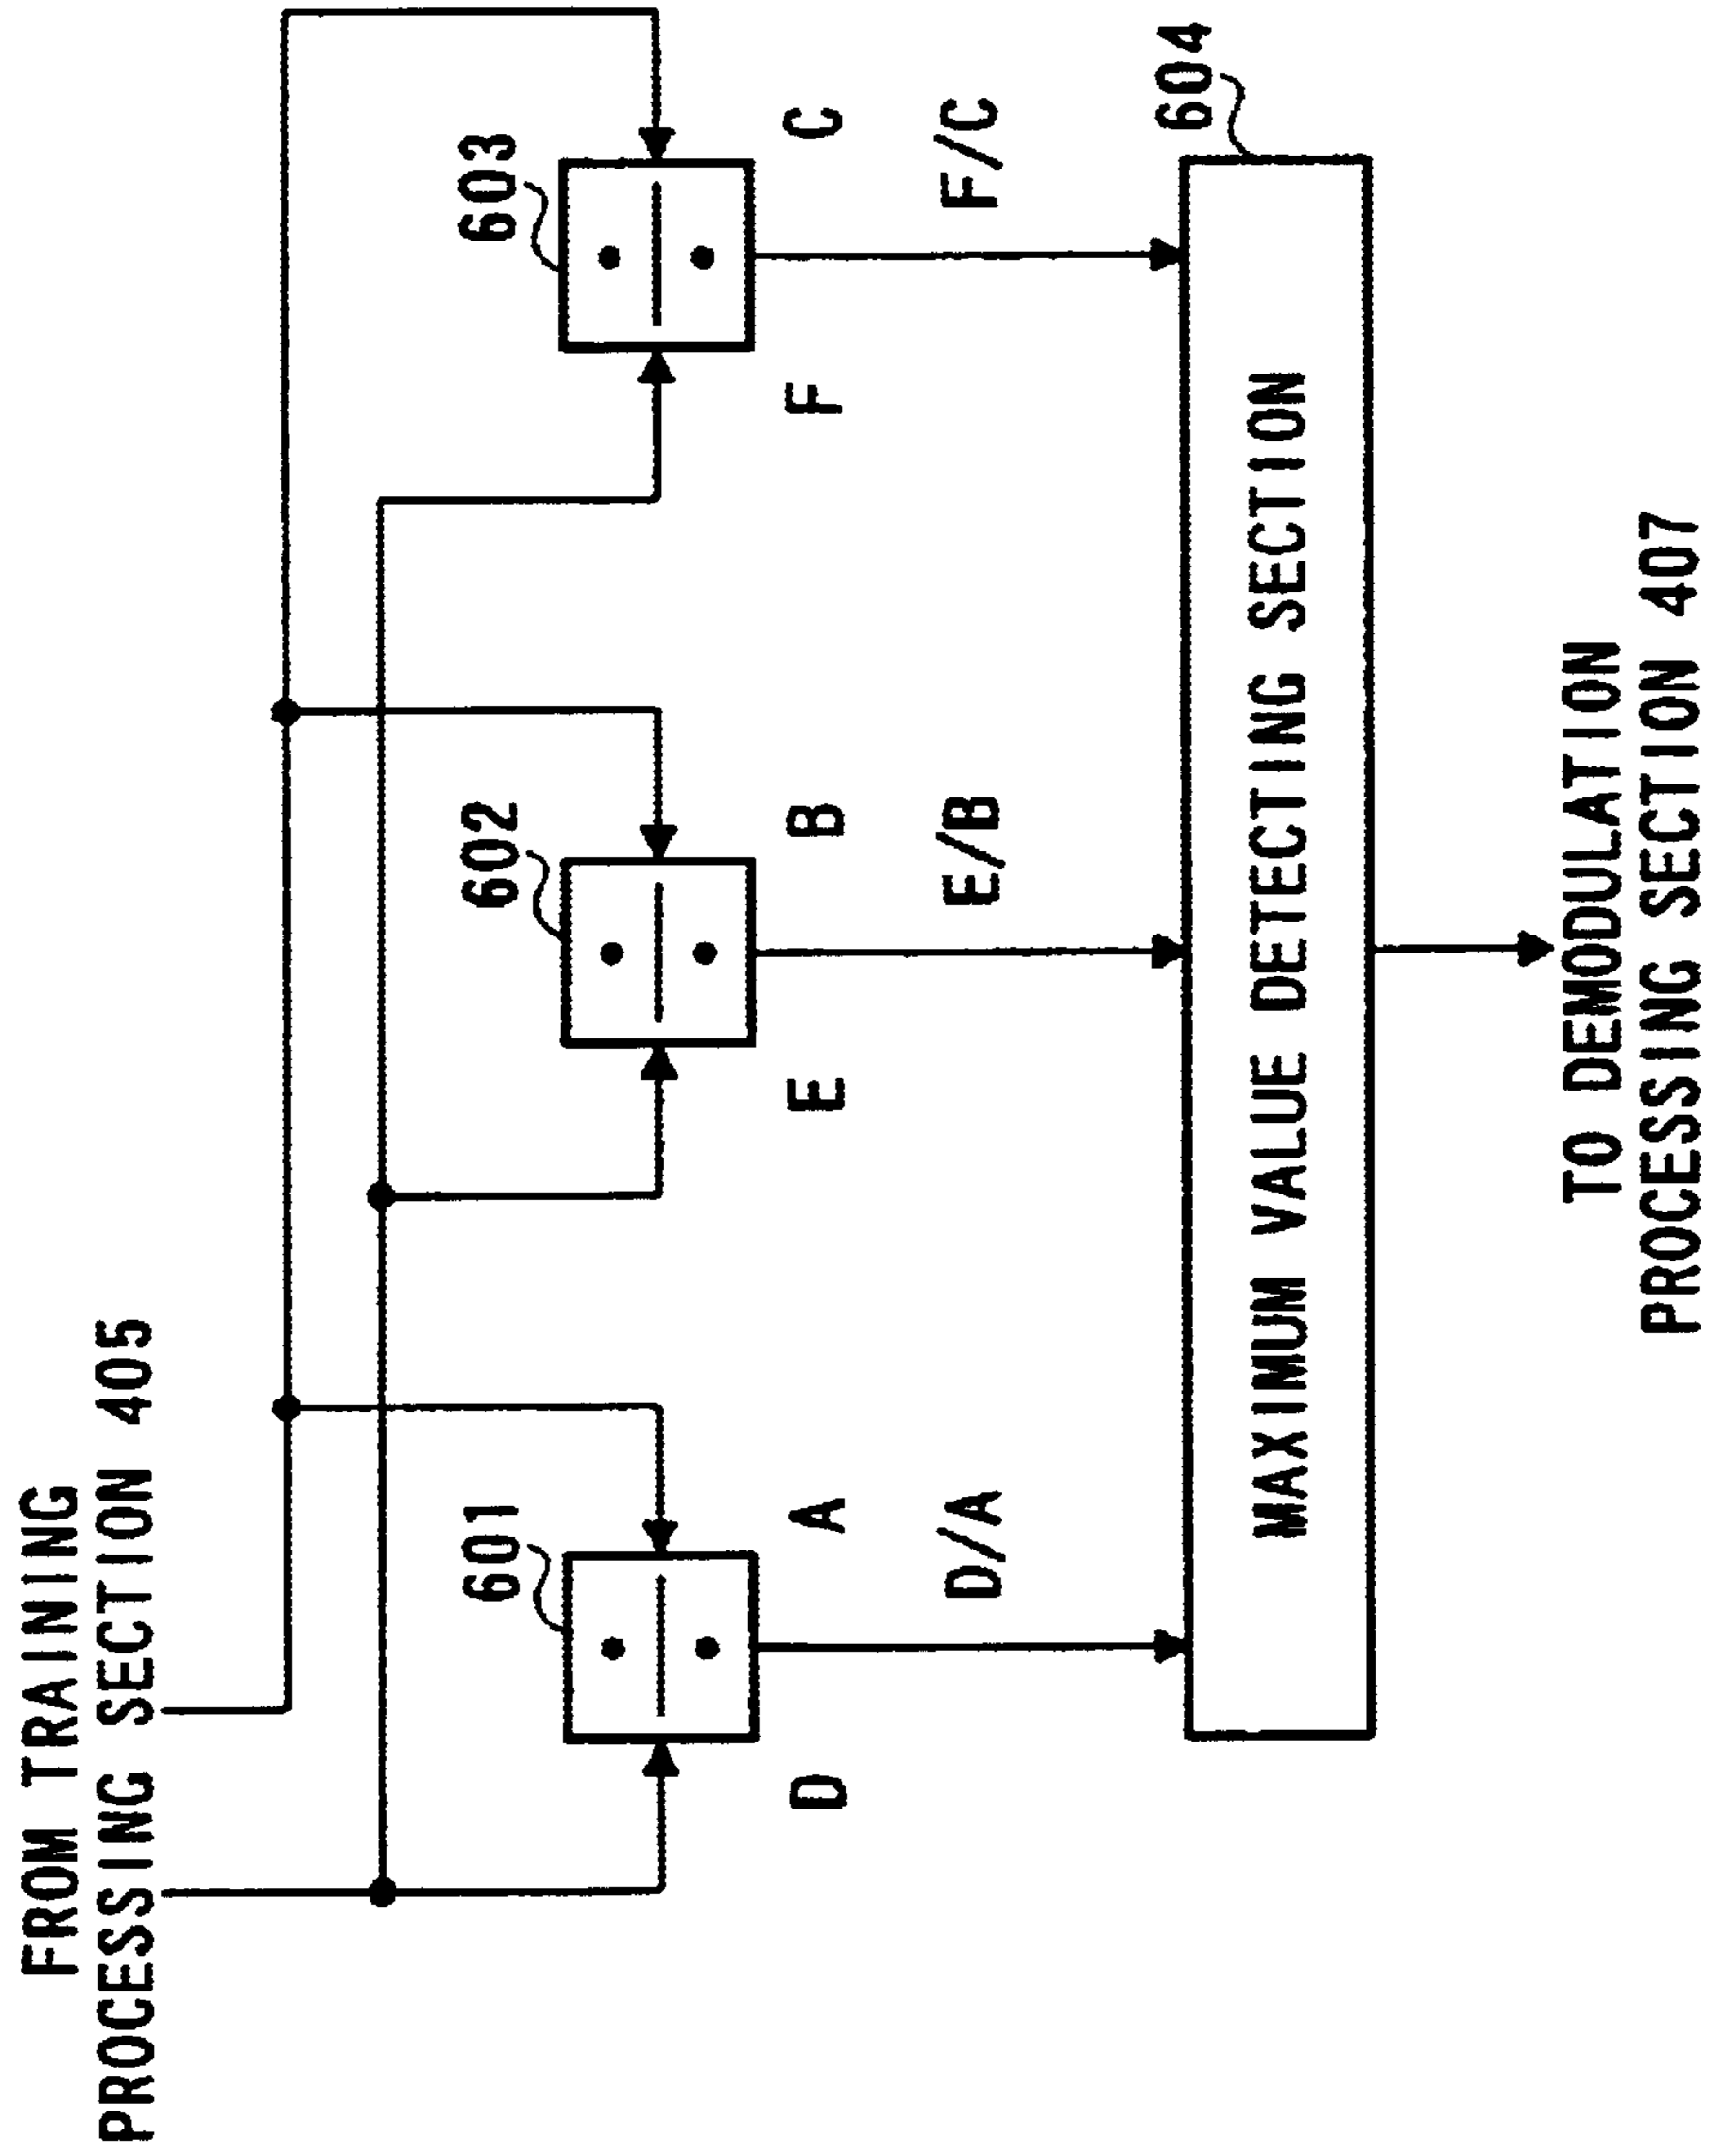 FROM TRAINING
PROCESSING SECTION 405
601
602
603
D
A
E
B
F
C
D/A
E/B
F/C
604
MAXIMUM VALUE DETECTING SECTION
TO DEMODULATION
PROCESSING SECTION 407